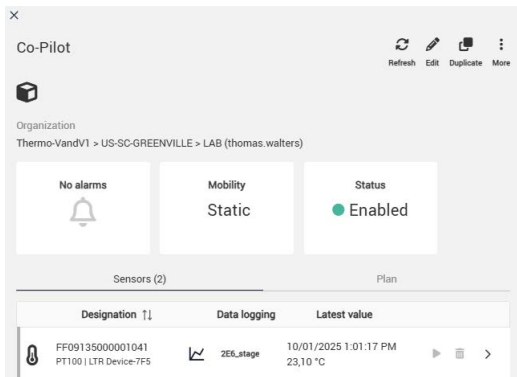 Co-Pilot
Refresh Edit Duplicate More
Organization
Thermo-VandV1 > US-SC-GREENVILLE > LAB (thomas.walters)
No alarms
Mobility
Static
Status
Enabled
Sensors (2)
Plan
Designation ↑↓ Data logging Latest value
FF09135000001041
PT100 | LTR Device-7F5
2E6_stage
10/01/2025 1:01:17 PM
23,10 °C